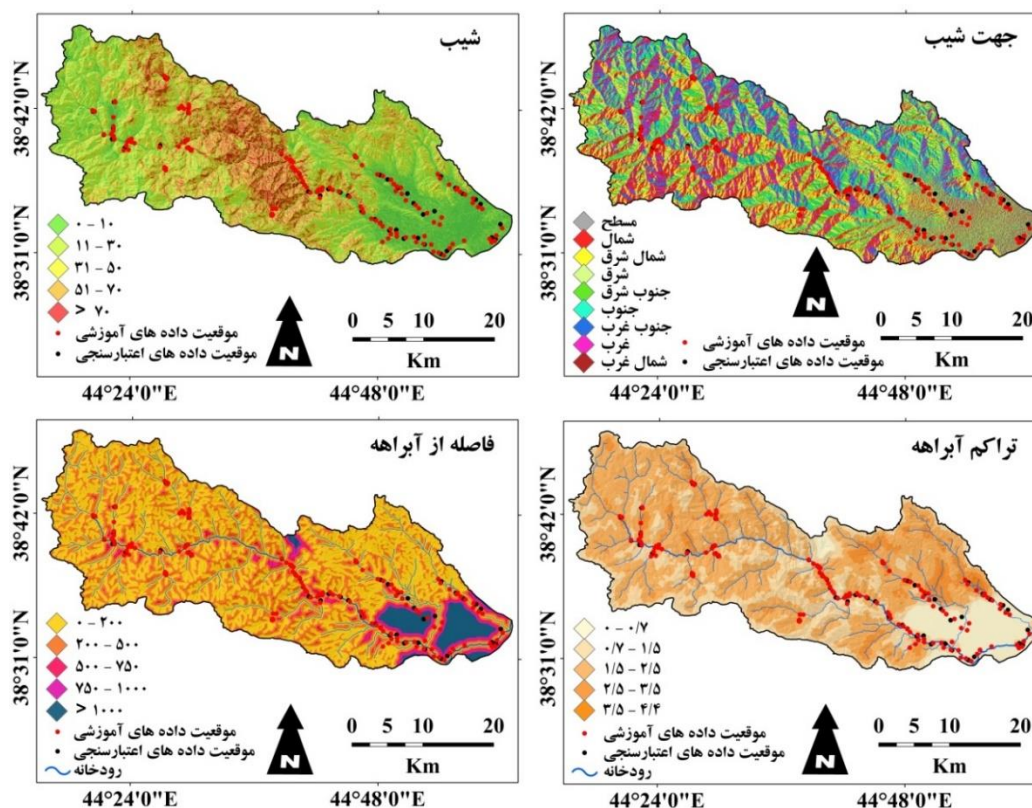 شیب
38°42'0"N
38°31'0"N
۰ – ۱۰
۱۱ – ۳۰
۳۱ – ۵۰
۵۱ – ۷۰
> ۷۰
موقعیت داده های آموزشی
موقعیت داده های اعتبارسنجی
N
0 5 10 20
Km
44°24'0"E 44°48'0"E
جهت شیب
38°42'0"N
38°31'0"N
مسطح
شمال
شمال شرق
شرق
جنوب شرق
جنوب
جنوب غرب
غرب
شمال غرب
موقعیت داده های آموزشی
موقعیت داده های اعتبارسنجی
N
0 5 10 20
Km
44°24'0"E 44°48'0"E
فاصله از آبراهه
38°42'0"N
38°31'0"N
۰ – ۲۰۰
۲۰۰ – ۵۰۰
۵۰۰ – ۷۵۰
۷۵۰ – ۱۰۰۰
> ۱۰۰۰
موقعیت داده های آموزشی
موقعیت داده های اعتبارسنجی
رودخانه
N
0 5 10 20
Km
44°24'0"E 44°48'0"E
تراکم آبراهه
38°42'0"N
38°31'0"N
۰ – ۰/۷
۰/۷ – ۱/۵
۱/۵ – ۲/۵
۲/۵ – ۳/۵
۳/۵ – ۴/۴
موقعیت داده های آموزشی
موقعیت داده های اعتبارسنجی
رودخانه
N
0 5 10 20
Km
44°24'0"E 44°48'0"E